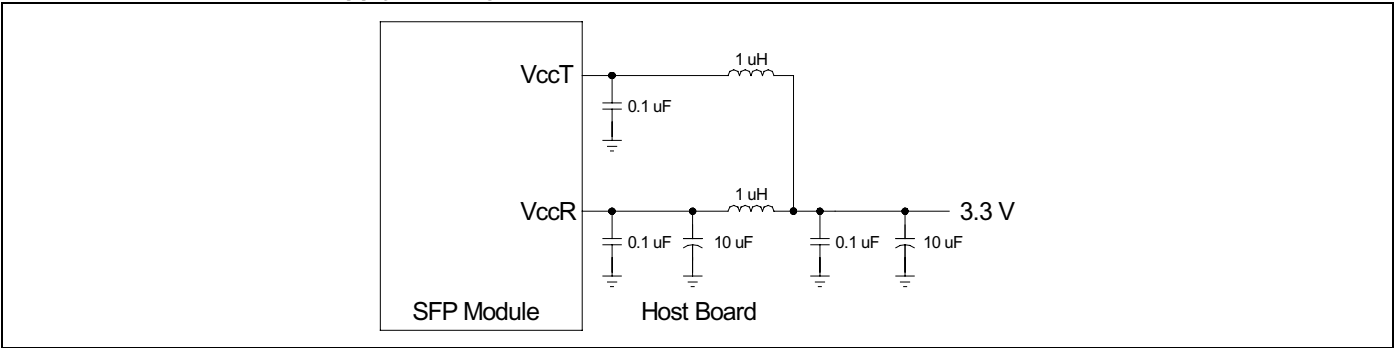 1 uH
VccT
0.1 uF
1 uH
VccR
3.3 V
0.1 uF
10 uF
0.1 uF
10 uF
SFP Module
Host Board